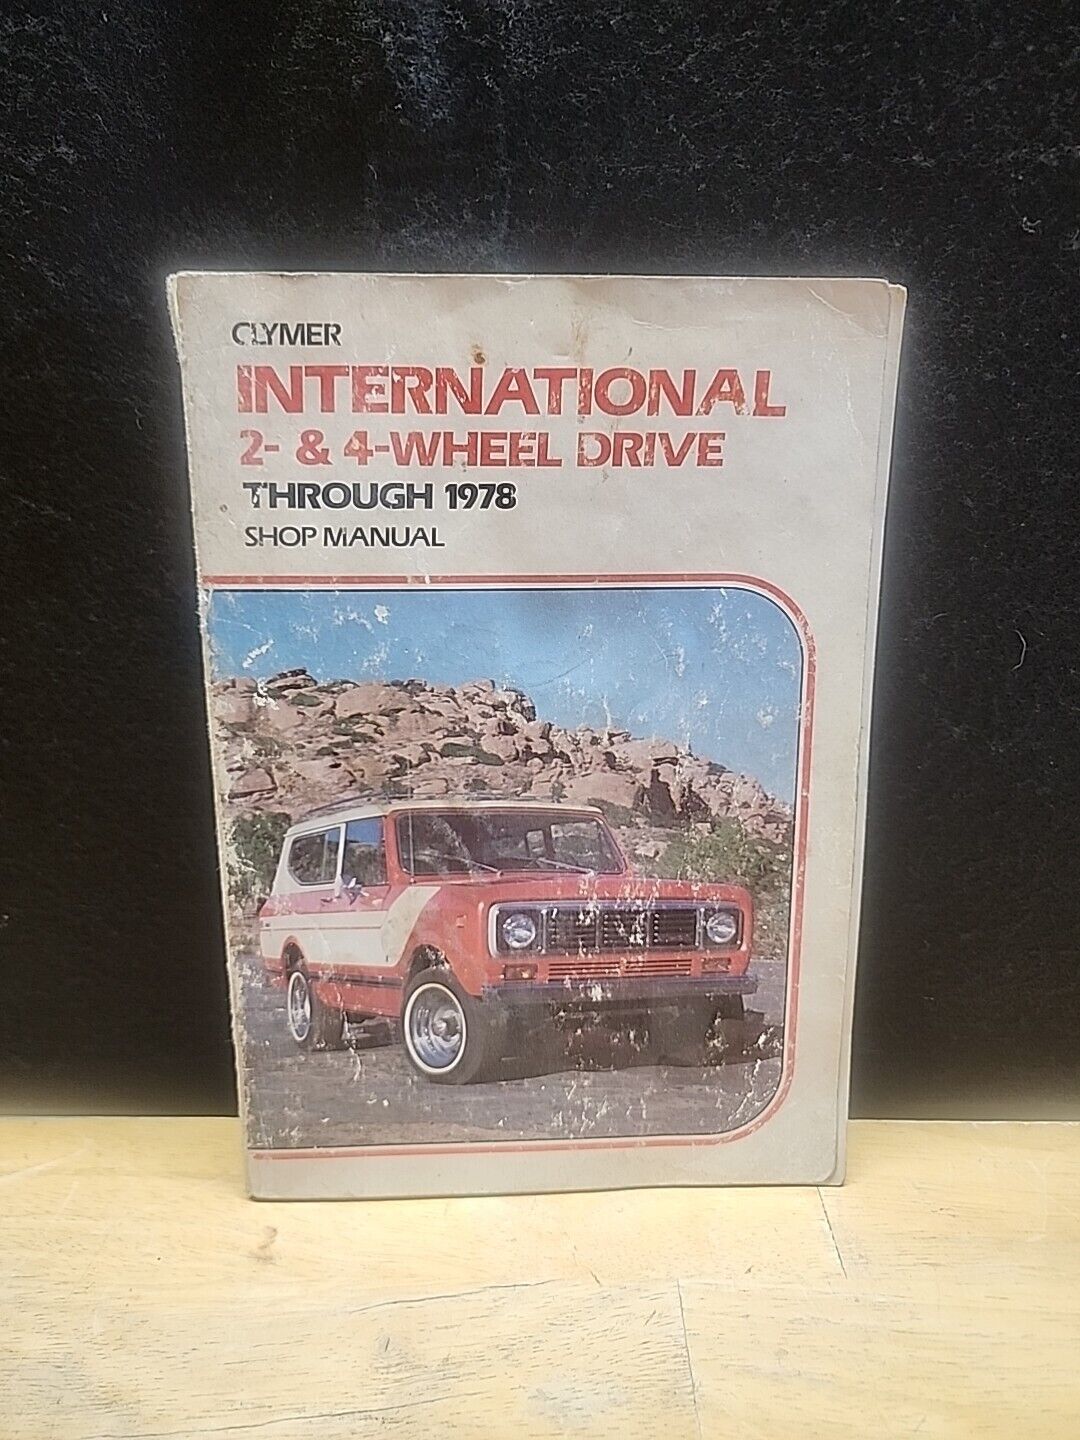 CLYMER
INTERNATIONAL
2- & 4-WHEEL DRIVE
THROUGH 1978
SHOP MANUAL